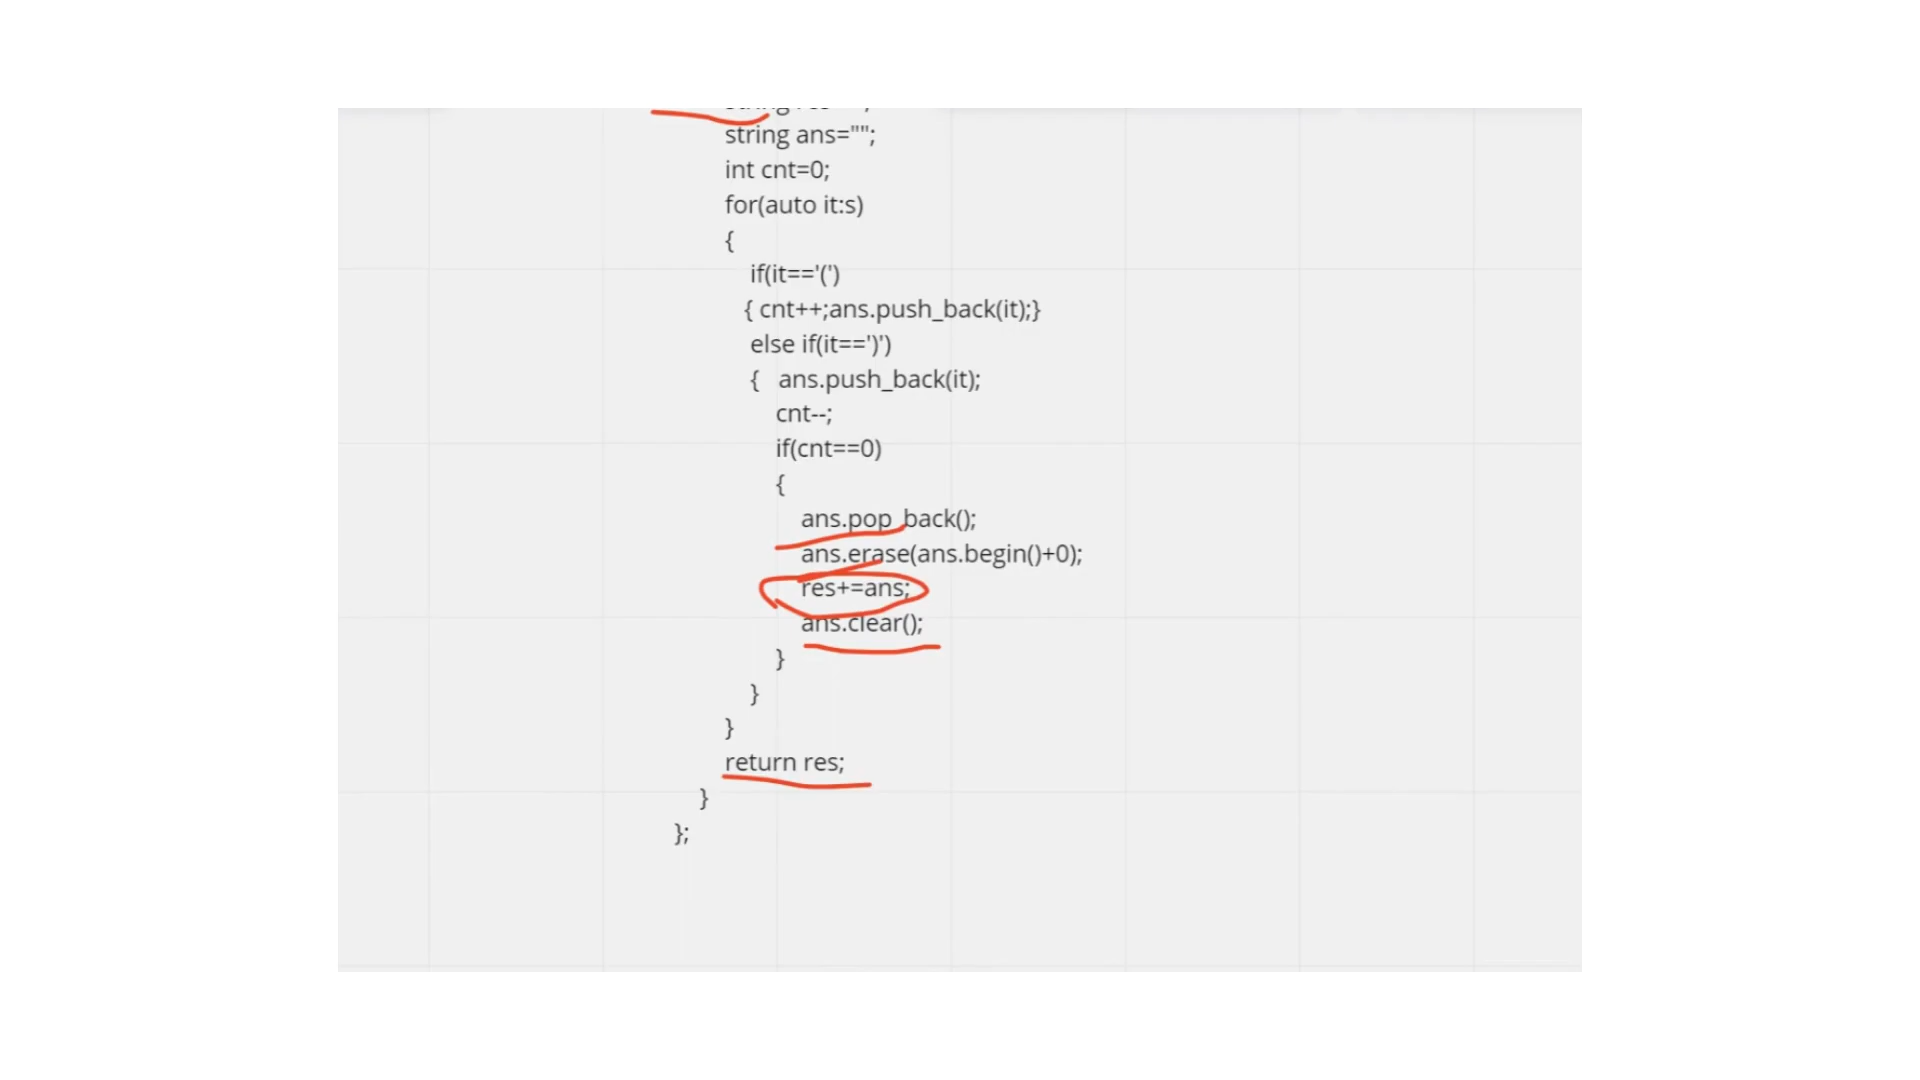 string ans="";
int cnt=0;
for(auto it:s)
{
if(it=='(')
{ cnt++;ans.push_back(it);}
else if(it==')')
{ ans.push_back(it);
cnt--;
if(cnt==0)
{
ans.pop_back();
ans.erase(ans.begin()+0);
res+=ans;
ans.clear();
}
}
}
return res;
}
};